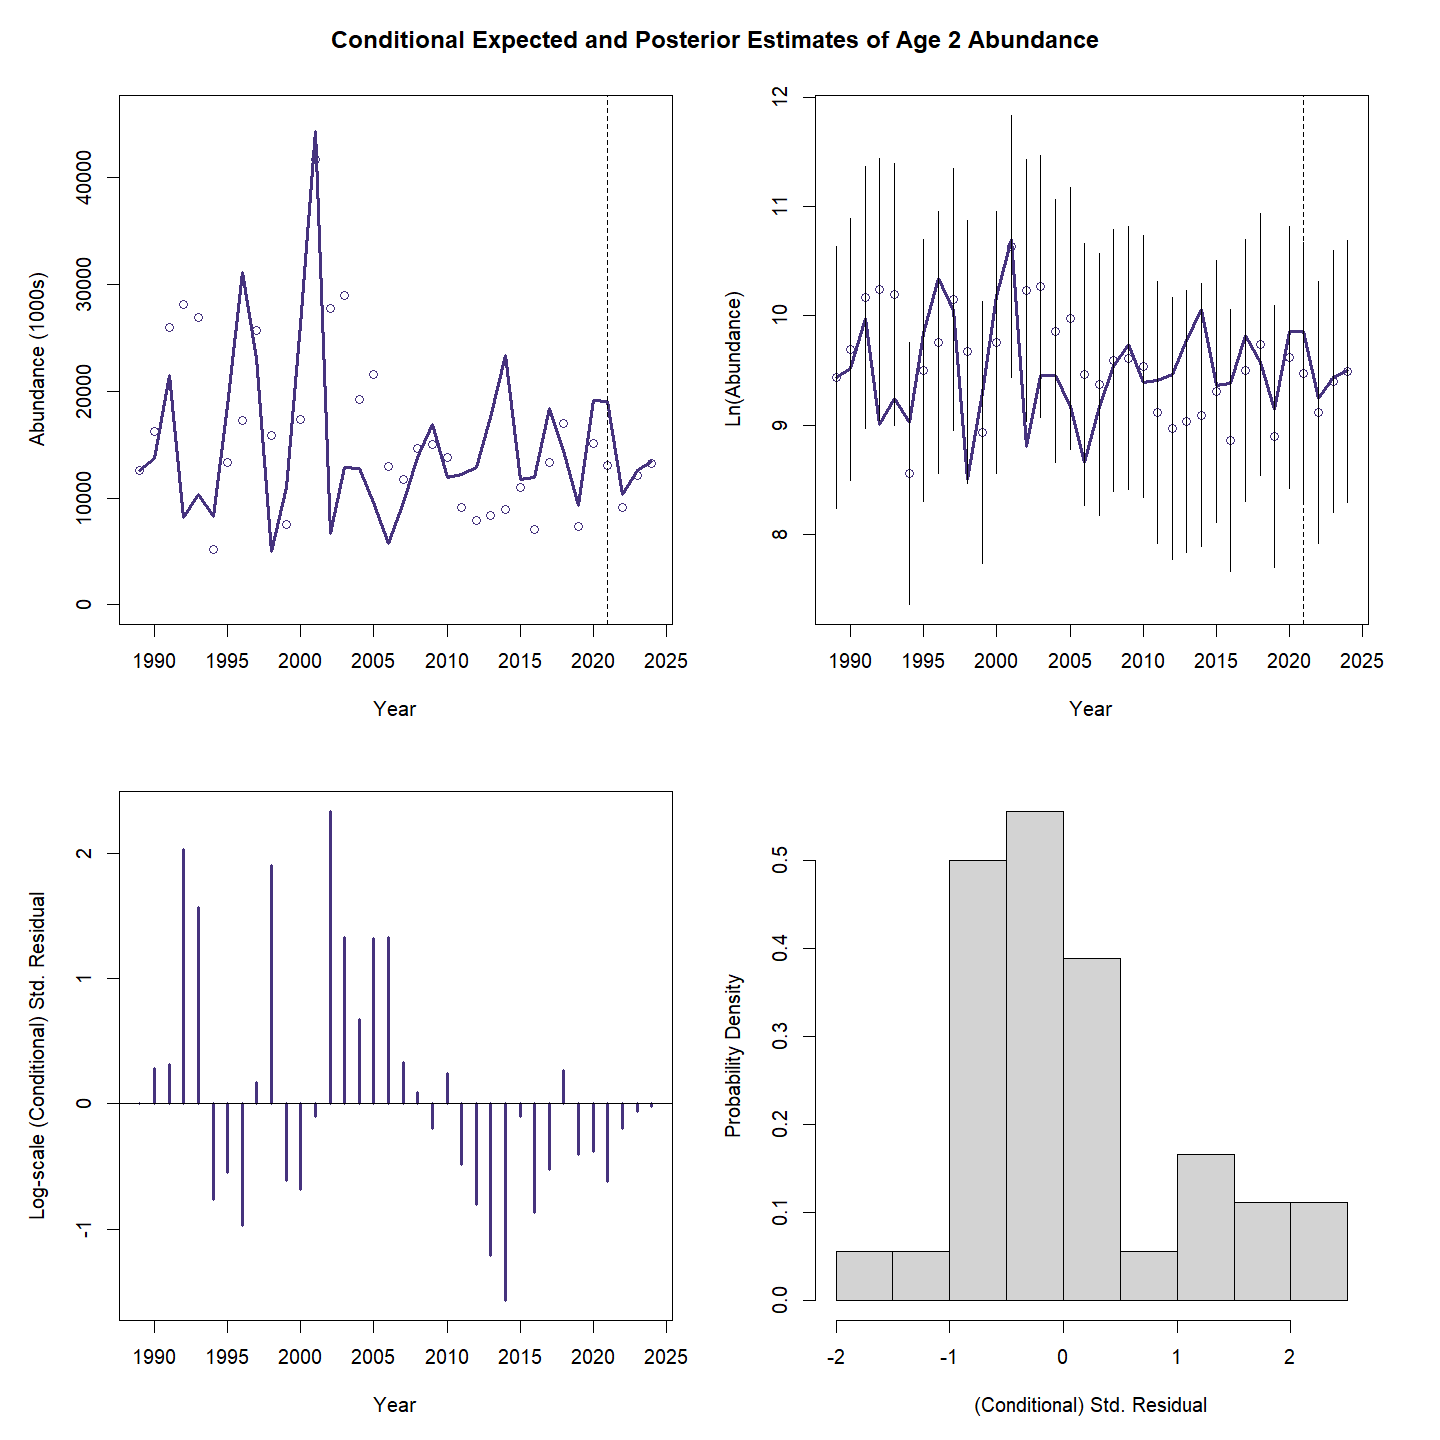 Conditional Expected and Posterior Estimates of Age 2 Abundance
Abundance (1000s)
0 10000 20000 30000 40000
1990 1995 2000 2005 2010 2015 2020 2025
Year
Ln(Abundance)
8 9 10 11 12
1990 1995 2000 2005 2010 2015 2020 2025
Year
Log-scale (Conditional) Std. Residual
-1 0 1 2
1990 1995 2000 2005 2010 2015 2020 2025
Year
Probability Density
0.0 0.1 0.2 0.3 0.4 0.5
-2 -1 0 1 2
(Conditional) Std. Residual